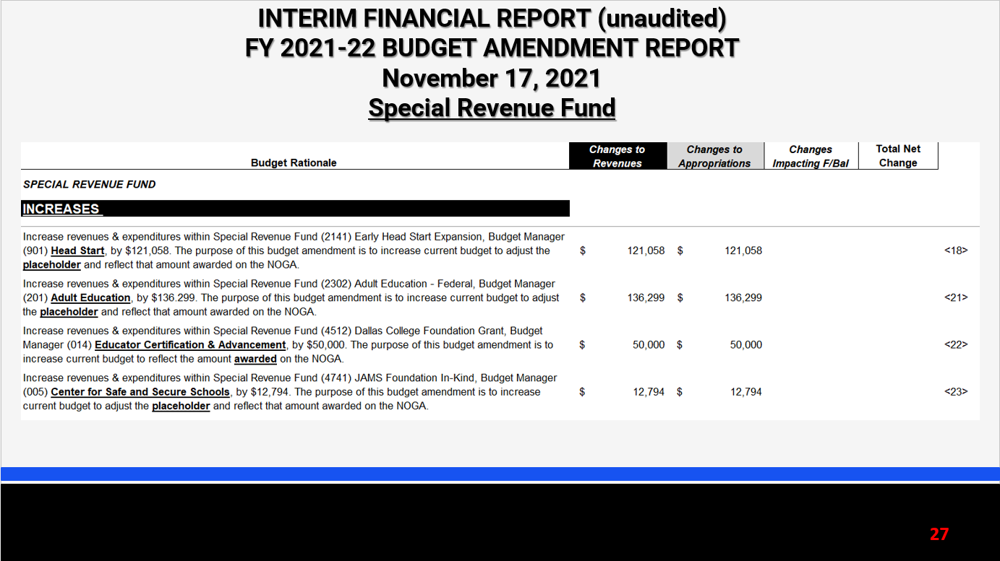 INTERIM FINANCIAL REPORT (unaudited)
FY 2021-22 BUDGET AMENDMENT REPORT
November 17, 2021
Special Revenue Fund
Budget Rationale
Changes to
Revenues
Changes to
Appropriations
Changes
Impacting F/Bal
Total Net
Change
SPECIAL REVENUE FUND
INCREASES
Increase revenues & expenditures within Special Revenue Fund (2141) Early Head Start Expansion, Budget Manager
(901) Head Start, by $121,058. The purpose of this budget amendment is to increase current budget to adjust the
placeholder and reflect that amount awarded on the NOGA.
$ 121,058 $ 121,058 <18>
Increase revenues & expenditures within Special Revenue Fund (2302) Adult Education - Federal, Budget Manager
(201) Adult Education, by $136.299. The purpose of this budget amendment is to increase current budget to adjust
the placeholder and reflect that amount awarded on the NOGA.
$ 136,299 $ 136,299 <21>
Increase revenues & expenditures within Special Revenue Fund (4512) Dallas College Foundation Grant, Budget
Manager (014) Educator Certification & Advancement, by $50,000. The purpose of this budget amendment is to
increase current budget to reflect the amount awarded on the NOGA.
$ 50,000 $ 50,000 <22>
Increase revenues & expenditures within Special Revenue Fund (4741) JAMS Foundation In-Kind, Budget Manager
(005) Center for Safe and Secure Schools, by $12,794. The purpose of this budget amendment is to increase
current budget to adjust the placeholder and reflect that amount awarded on the NOGA.
$ 12,794 $ 12,794 <23>
27